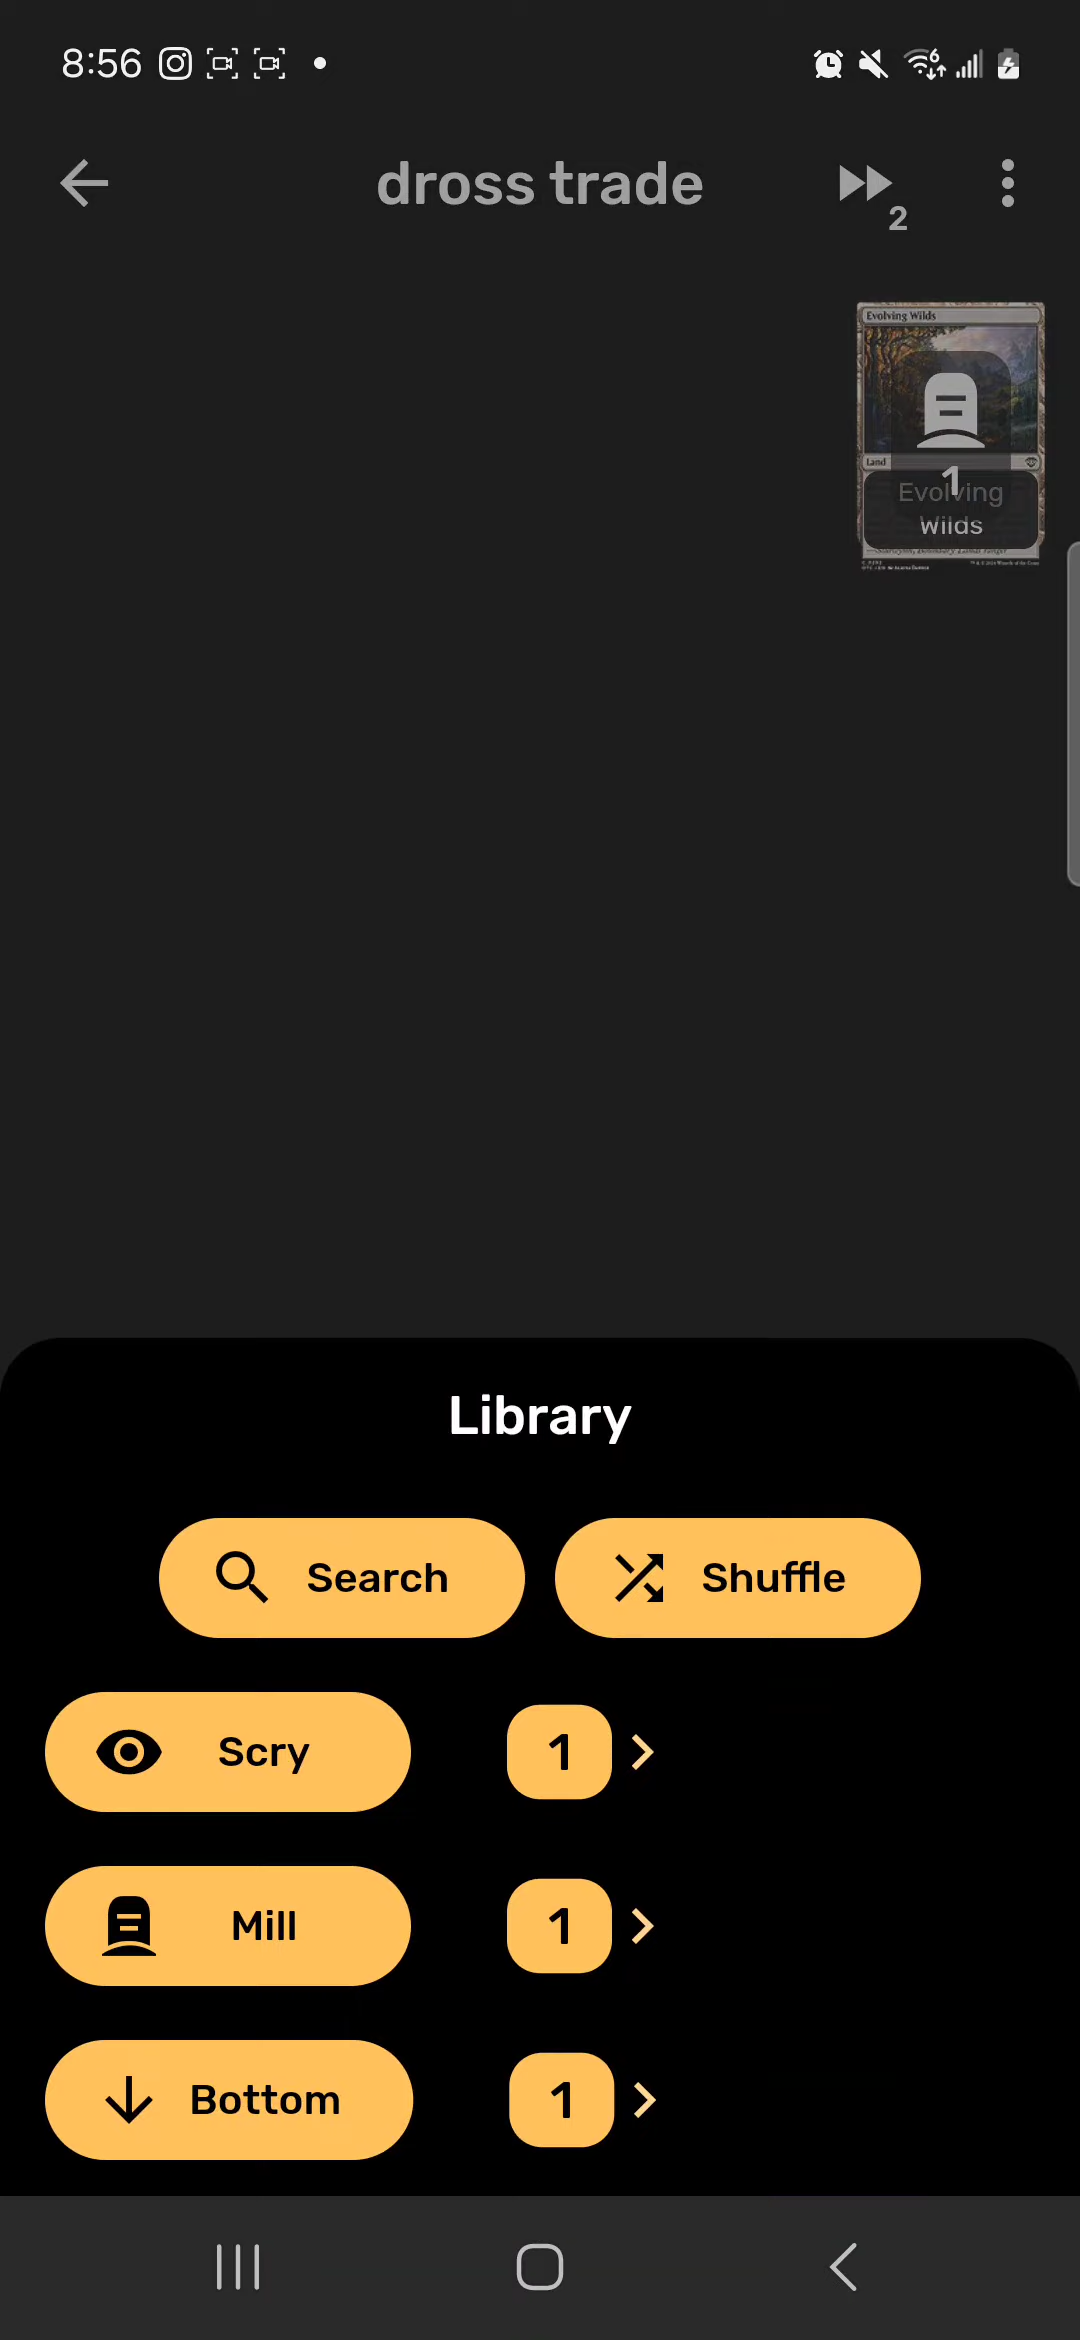 8:56
6
dross trade
2
Evolving Wilds
Land
1
Evolving
Wilds
Library
Search
Shuffle
Scry
1
Mill
1
Bottom
1